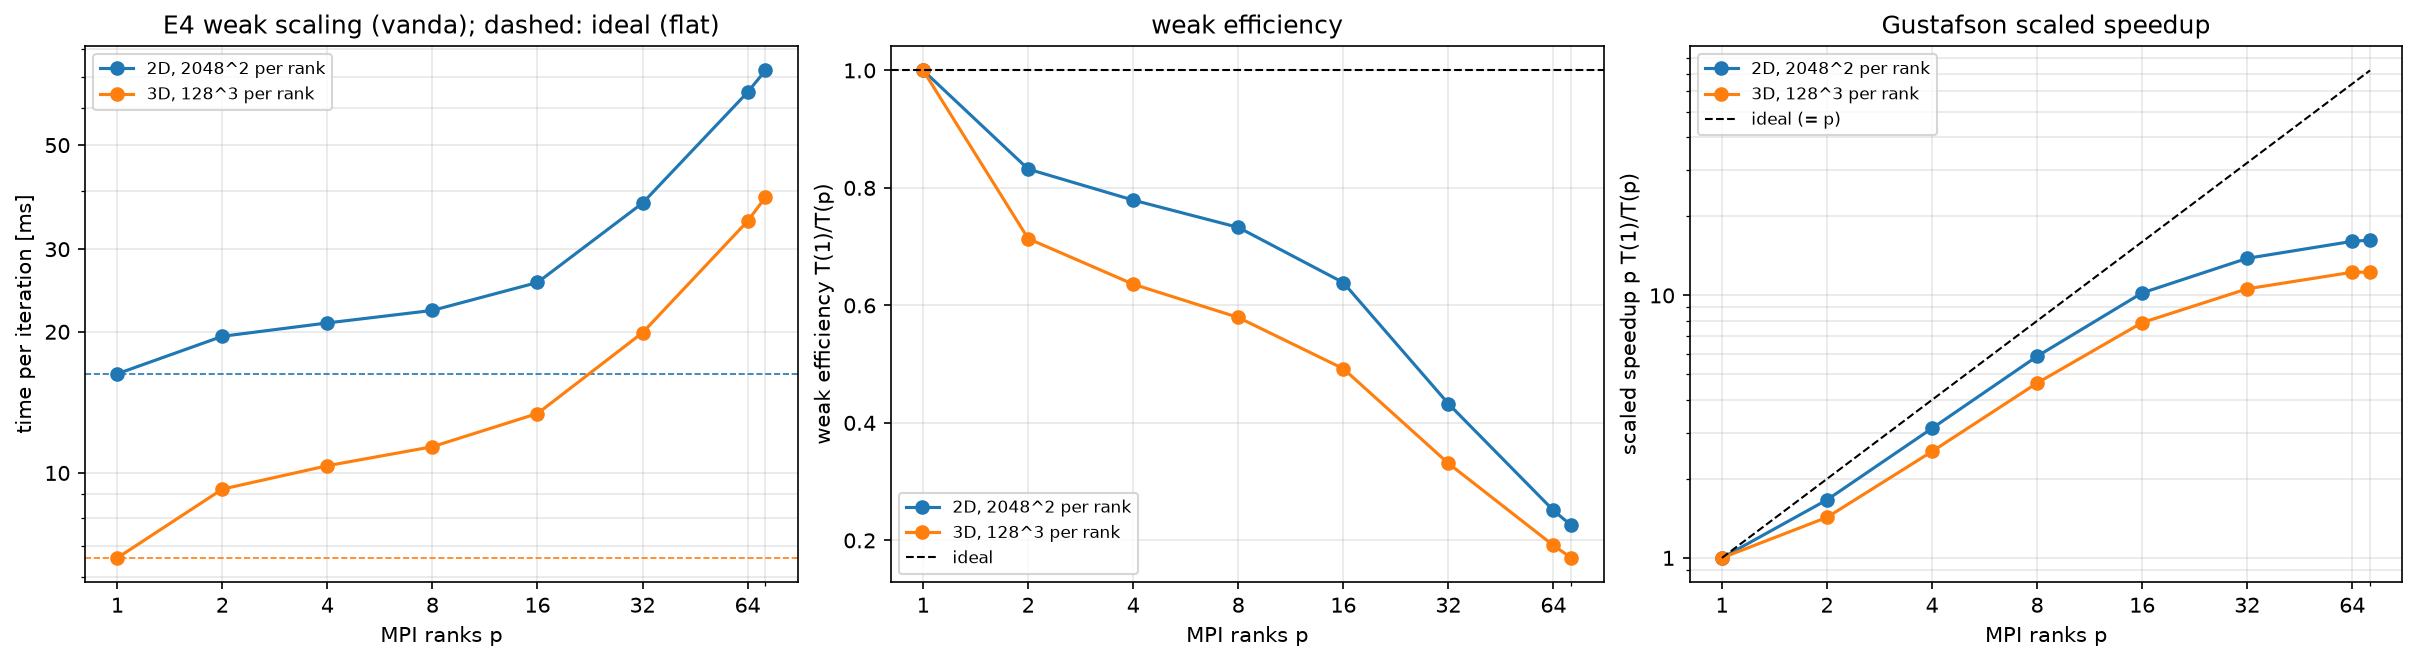 E4 weak scaling (vanda); dashed: ideal (flat)
2D, 2048^2 per rank
3D, 128^3 per rank
time per iteration [ms]
50
30
20
10
1
2
4
8
16
32
64
MPI ranks p
weak efficiency
weak efficiency T(1)/T(p)
1.0
0.8
0.6
0.4
0.2
2D, 2048^2 per rank
3D, 128^3 per rank
ideal
1
2
4
8
16
32
64
MPI ranks p
Gustafson scaled speedup
2D, 2048^2 per rank
3D, 128^3 per rank
ideal (= p)
scaled speedup p T(1)/T(p)
10
1
1
2
4
8
16
32
64
MPI ranks p